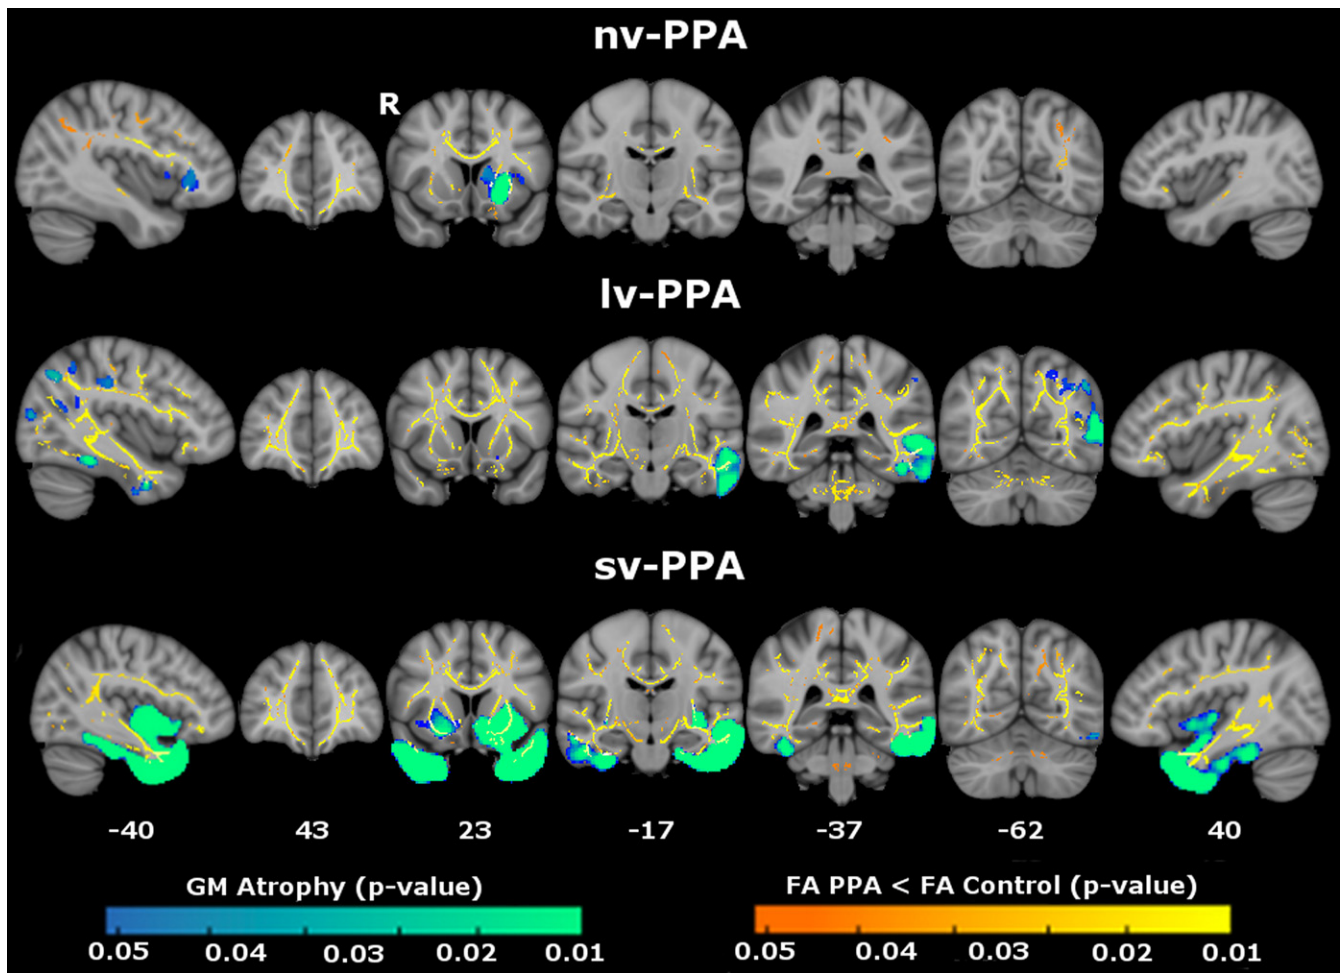 nv-PPA
R
lv-PPA
sv-PPA
-40 43 23 -17 -37 -62 40
GM Atrophy (p-value) FA PPA < FA Control (p-value)
0.05 0.04 0.03 0.02 0.01 0.05 0.04 0.03 0.02 0.01